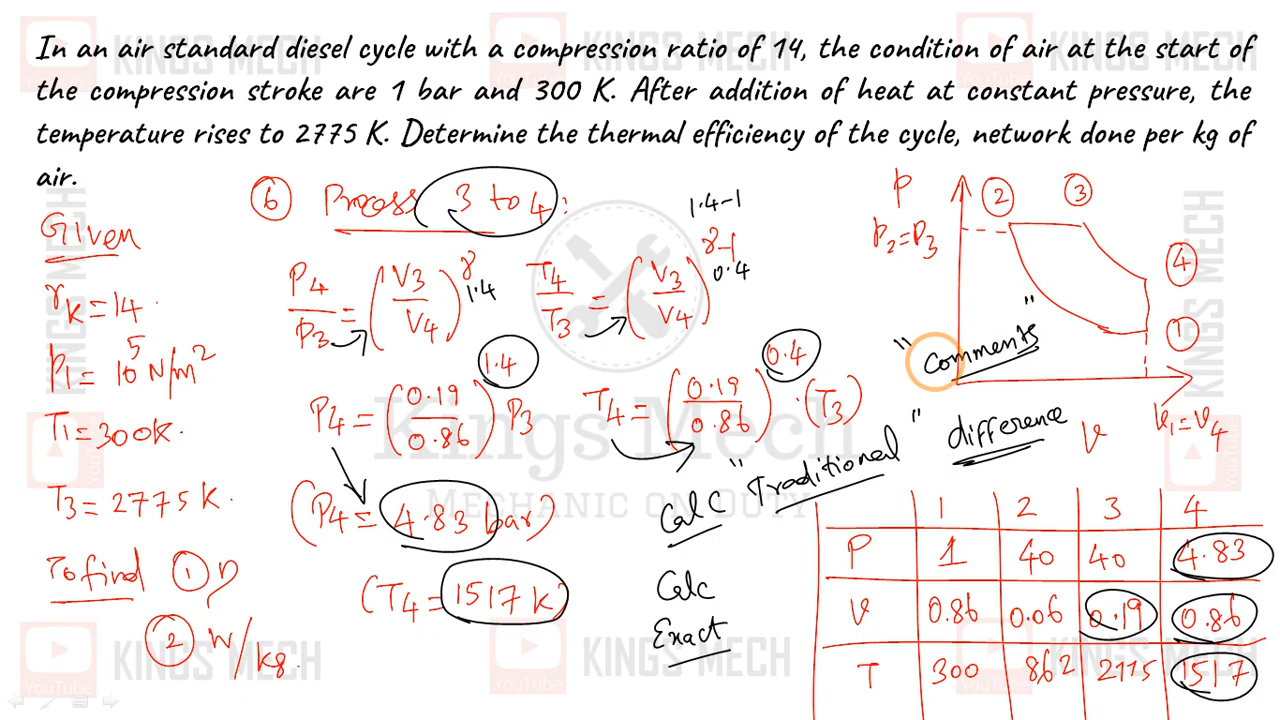 In an air standard diesel cycle with a compression ratio of 14, the condition of air at the start of
the compression stroke are 1 bar and 300 K. After addition of heat at constant pressure, the
temperature rises to 2775 K. Determine the thermal efficiency of the cycle, network done per kg of
air.
Given
rk = 14
P1 = 10^5 N/m^2
T1 = 300K.
T3 = 2775 K.
To find ① η
② W/kg.
⑥ Process 3 to 4:
P4/P3 = (V3/V4)^γ 1.4
T4/T3 = (V3/V4)^γ-1 0.4
1.4-1
P4 = (0.19/0.86)^1.4 P3
T4 = (0.19/0.86)^0.4 · (T3)
(P4 = 4.83 bar)
(T4 = 1517 K)
P
P2=P3
②
③
④
①
V
V1=V4
"Comments"
"Traditional" difference
Calc
Calc
Exact
1 2 3 4
P 1 40 40 4.83
V 0.86 0.06 0.19 0.86
T 300 862 2775 1517
Kings Mech
MECHANIC ON DUTY
KINGS MECH
YouTube